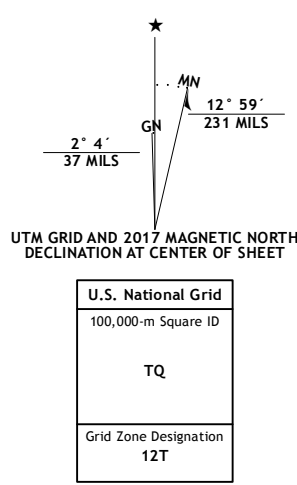 MN
GN
12° 59´
231 MILS
2° 4´
37 MILS
UTM GRID AND 2017 MAGNETIC NORTH
DECLINATION AT CENTER OF SHEET
U.S. National Grid
100,000-m Square ID
TQ
Grid Zone Designation
12T